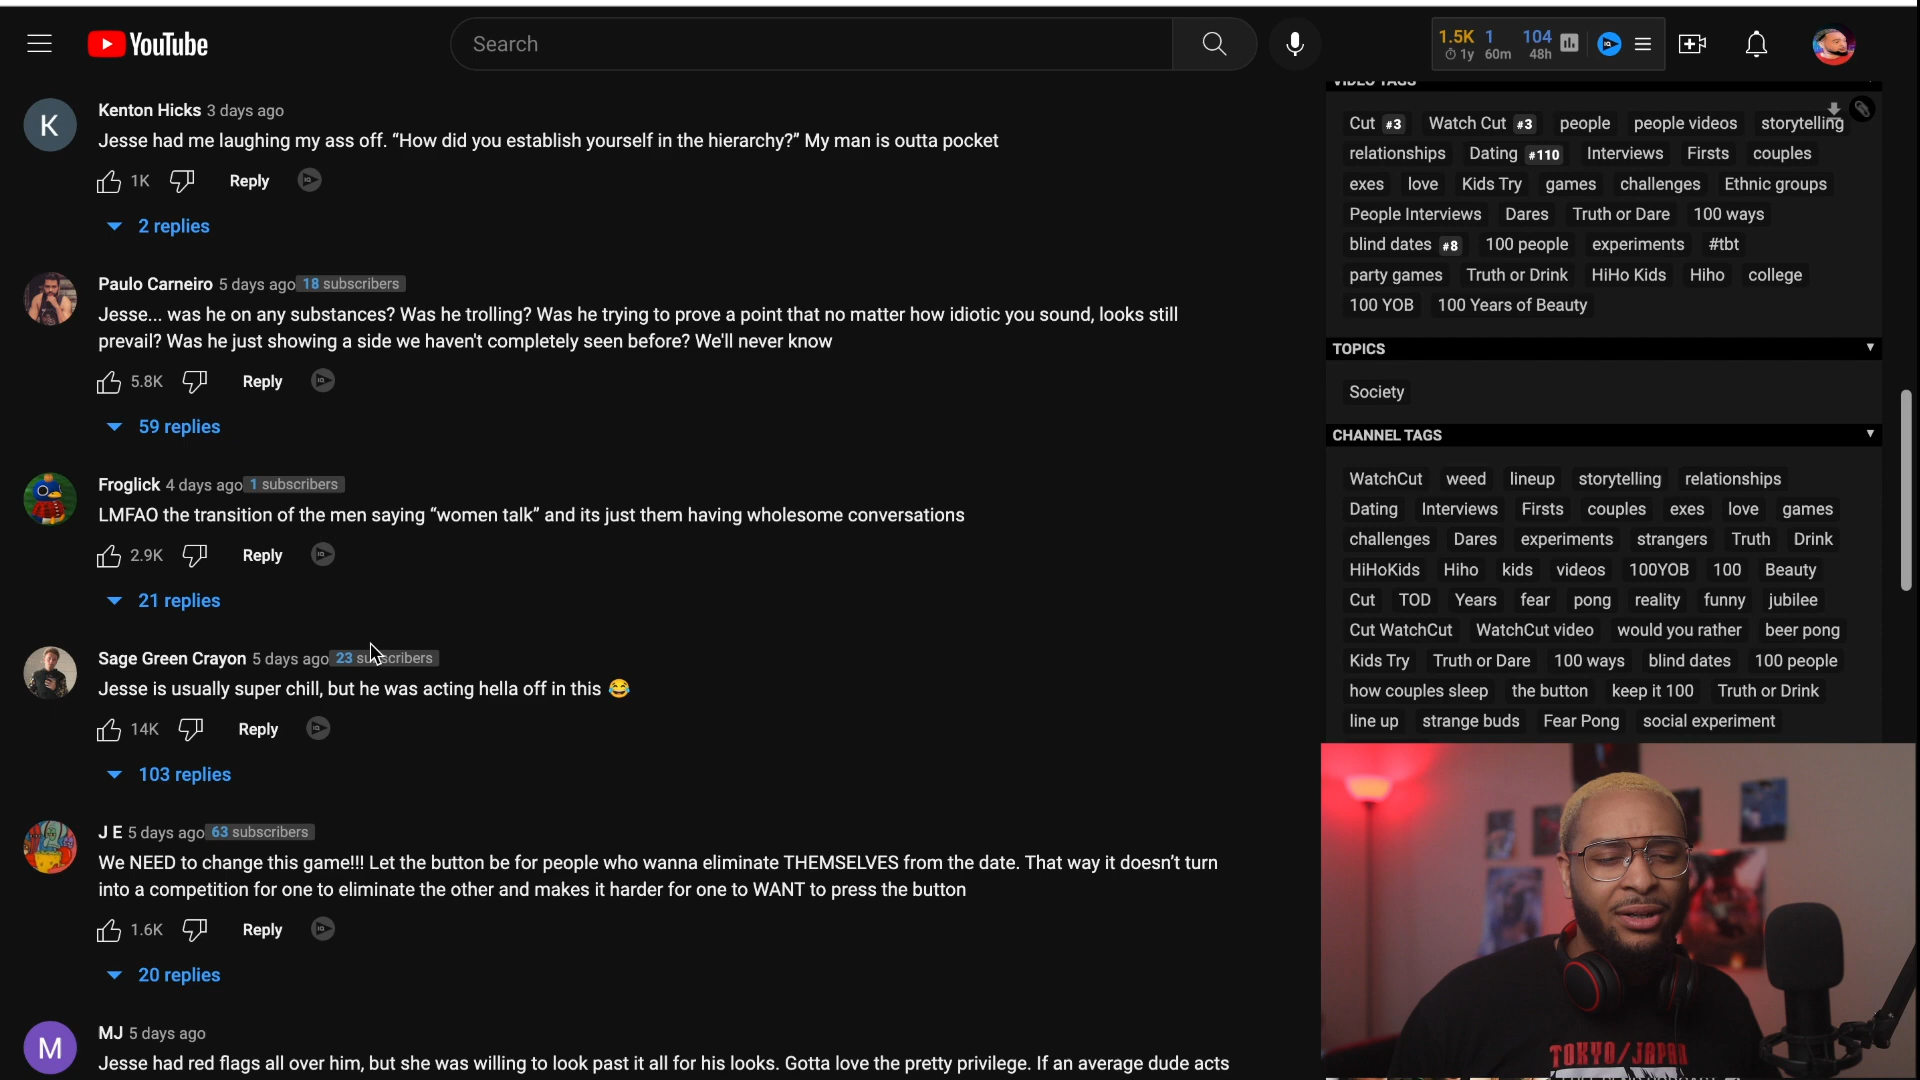 YouTube
Search
1.5K 1 104
1y 60m 48h
VIDEO TAGS
Kenton Hicks 3 days ago
Jesse had me laughing my ass off. “How did you establish yourself in the hierarchy?” My man is outta pocket
1K Reply
2 replies
Paulo Carneiro 5 days ago 18 subscribers
Jesse... was he on any substances? Was he trolling? Was he trying to prove a point that no matter how idiotic you sound, looks still
prevail? Was he just showing a side we haven't completely seen before? We'll never know
5.8K Reply
59 replies
Froglick 4 days ago 1 subscribers
LMFAO the transition of the men saying “women talk” and its just them having wholesome conversations
2.9K Reply
21 replies
Sage Green Crayon 5 days ago 23 subscribers
Jesse is usually super chill, but he was acting hella off in this 😂
14K Reply
103 replies
J E 5 days ago 63 subscribers
We NEED to change this game!!! Let the button be for people who wanna eliminate THEMSELVES from the date. That way it doesn’t turn
into a competition for one to eliminate the other and makes it harder for one to WANT to press the button
1.6K Reply
20 replies
M
MJ 5 days ago
Jesse had red flags all over him, but she was willing to look past it all for his looks. Gotta love the pretty privilege. If an average dude acts
K
Cut #3 Watch Cut #3 people people videos storytelling
relationships Dating #110 Interviews Firsts couples
exes love Kids Try games challenges Ethnic groups
People Interviews Dares Truth or Dare 100 ways
blind dates #8 100 people experiments #tbt
party games Truth or Drink HiHo Kids Hiho college
100 YOB 100 Years of Beauty
TOPICS
Society
CHANNEL TAGS
WatchCut weed lineup storytelling relationships
Dating Interviews Firsts couples exes love games
challenges Dares experiments strangers Truth Drink
HiHoKids Hiho kids videos 100YOB 100 Beauty
Cut TOD Years fear pong reality funny jubilee
Cut WatchCut WatchCut video would you rather beer pong
Kids Try Truth or Dare 100 ways blind dates 100 people
how couples sleep the button keep it 100 Truth or Drink
line up strange buds Fear Pong social experiment
TOKYO/JAPAN